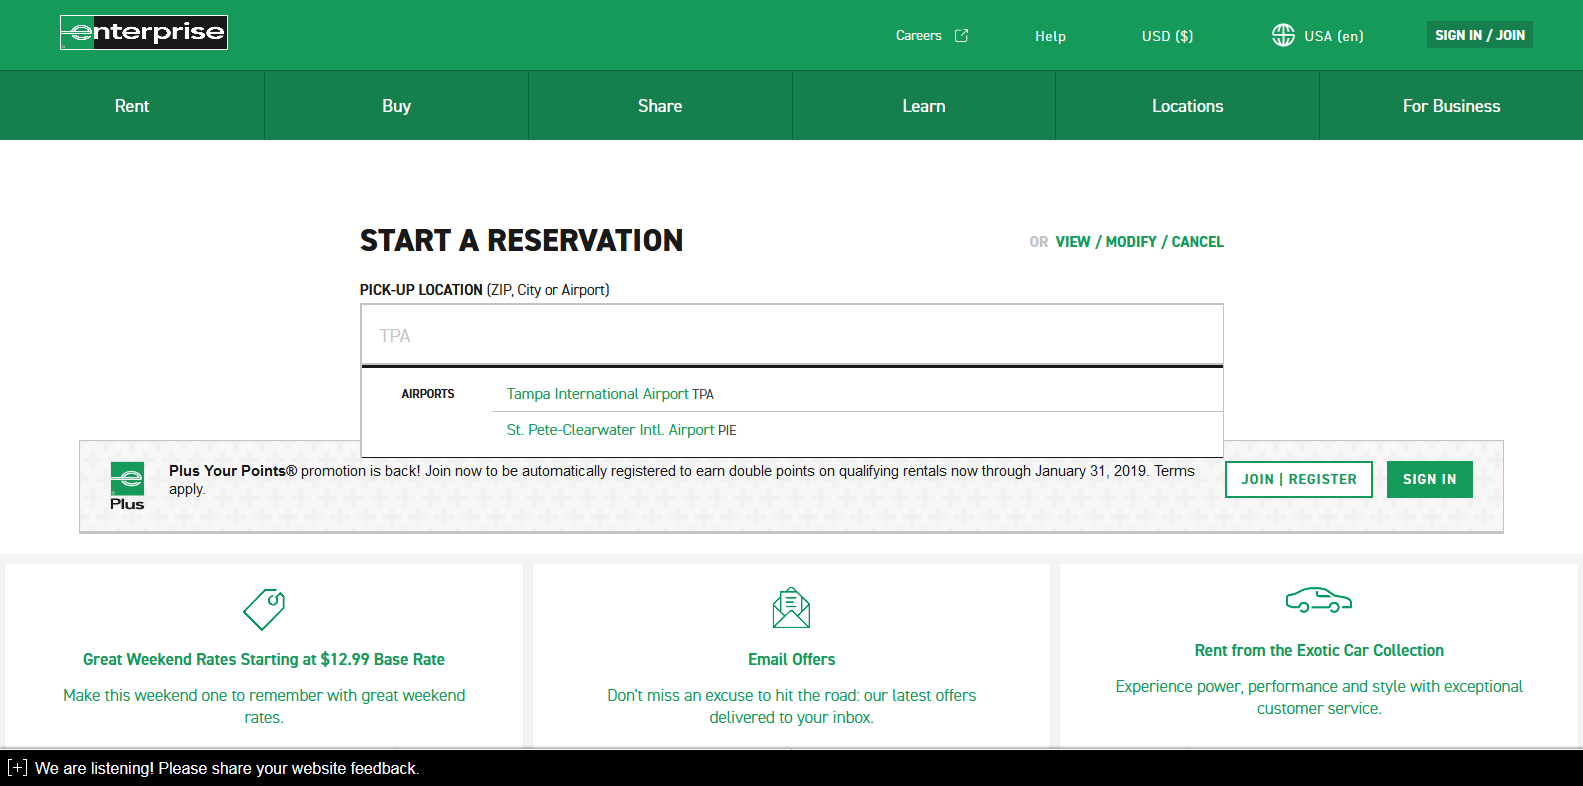 enterprise
Careers
Help
USD ($)
USA (en)
SIGN IN / JOIN
Rent
Buy
Share
Learn
Locations
For Business
START A RESERVATION
OR VIEW / MODIFY / CANCEL
PICK-UP LOCATION (ZIP, City or Airport)
TPA
AIRPORTS
Tampa International Airport TPA
St. Pete-Clearwater Intl. Airport PIE
e
Plus
Plus Your Points® promotion is back! Join now to be automatically registered to earn double points on qualifying rentals now through January 31, 2019. Terms
apply.
JOIN | REGISTER
SIGN IN
Great Weekend Rates Starting at $12.99 Base Rate
Make this weekend one to remember with great weekend
rates.
Email Offers
Don't miss an excuse to hit the road: our latest offers
delivered to your inbox.
Rent from the Exotic Car Collection
Experience power, performance and style with exceptional
customer service.
[+] We are listening! Please share your website feedback.